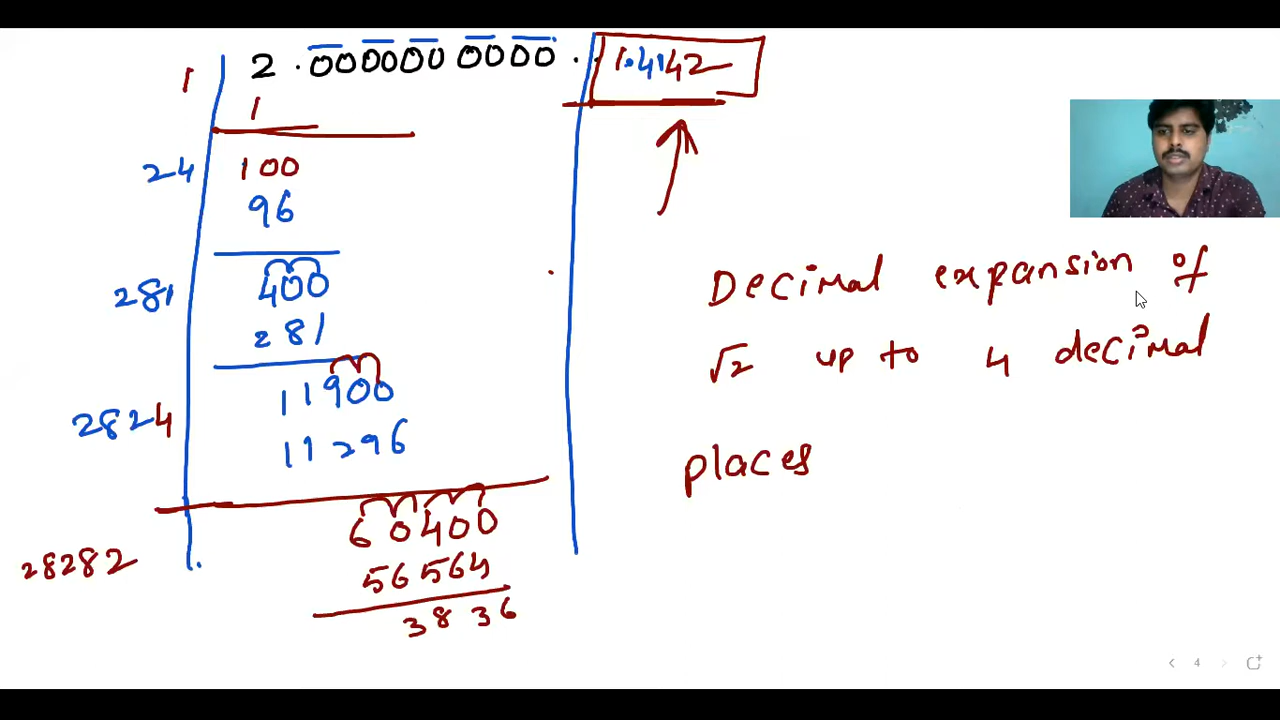 1 2 . 00 00 00 00 00 . . 1.4142
1
24 100
96
281 400
281
2824 11900
11296
28282 60400
56564
3836
Decimal expansion of
√2 up to 4 decimal
places
< 4 >